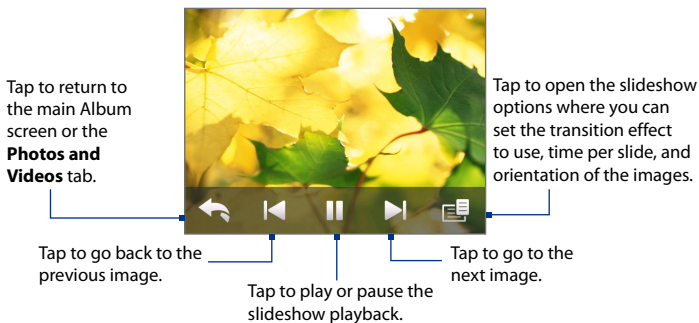 Tap to return to
the main Album
screen or the
Photos and
Videos tab.
Tap to open the slideshow
options where you can
set the transition effect
to use, time per slide, and
orientation of the images.
Tap to go back to the
previous image.
Tap to play or pause the
slideshow playback.
Tap to go to the
next image.